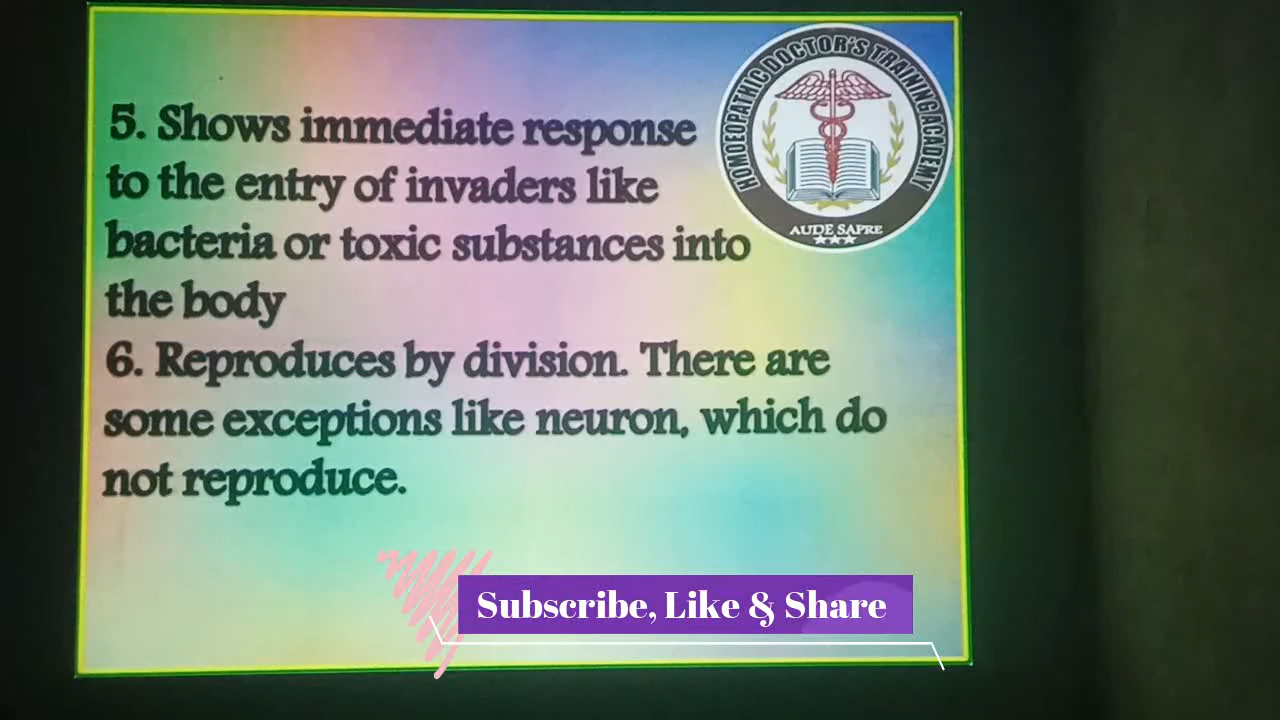 5. Shows immediate response
to the entry of invaders like
bacteria or toxic substances into
the body
6. Reproduces by division. There are
some exceptions like neuron, which do
not reproduce.
HOMOEOPATHIC DOCTOR'S TRAINING ACADEMY
AUDE SAPRE
Subscribe, Like & Share